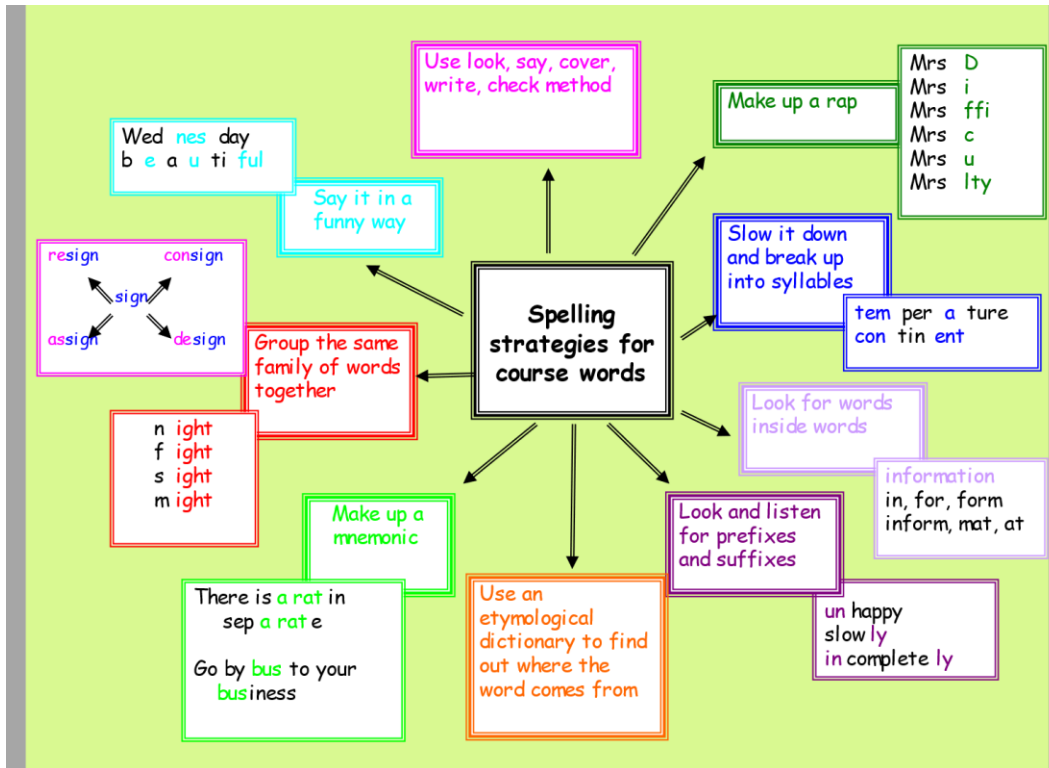 Use look, say, cover,
write, check method
Make up a rap
Mrs D
Mrs i
Mrs ffi
Mrs c
Mrs u
Mrs lty
Wed nes day
b e a u ti ful
Say it in a
funny way
Slow it down
and break up
into syllables
tem per a ture
con tin ent
resign consign
sign
assign design
Spelling
strategies for
course words
Group the same
family of words
together
n ight
f ight
s ight
m ight
Look for words
inside words
information
in, for, form
inform, mat, at
Make up a
mnemonic
There is a rat in
sep a rat e
Go by bus to your
business
Use an
etymological
dictionary to find
out where the
word comes from
Look and listen
for prefixes
and suffixes
un happy
slow ly
in complete ly